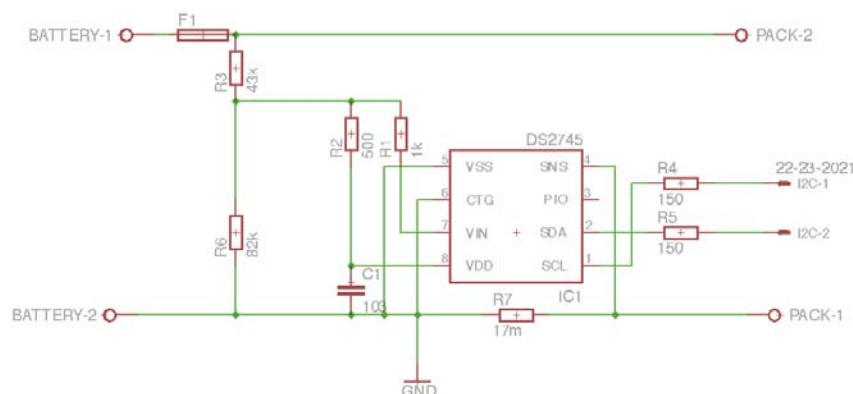 F1
BATTERY-1
PACK-2
R3
43k
R2
500
R1
1k
DS2745
5 VSS SNS 4
6 CTG PIO 3
7 VIN SDA 2
8 VDD SCL 1
IC1
R4
150
22-23-2021
I2C-1
R5
150
I2C-2
R6
82k
C1
103
R7
17m
BATTERY-2
PACK-1
GND